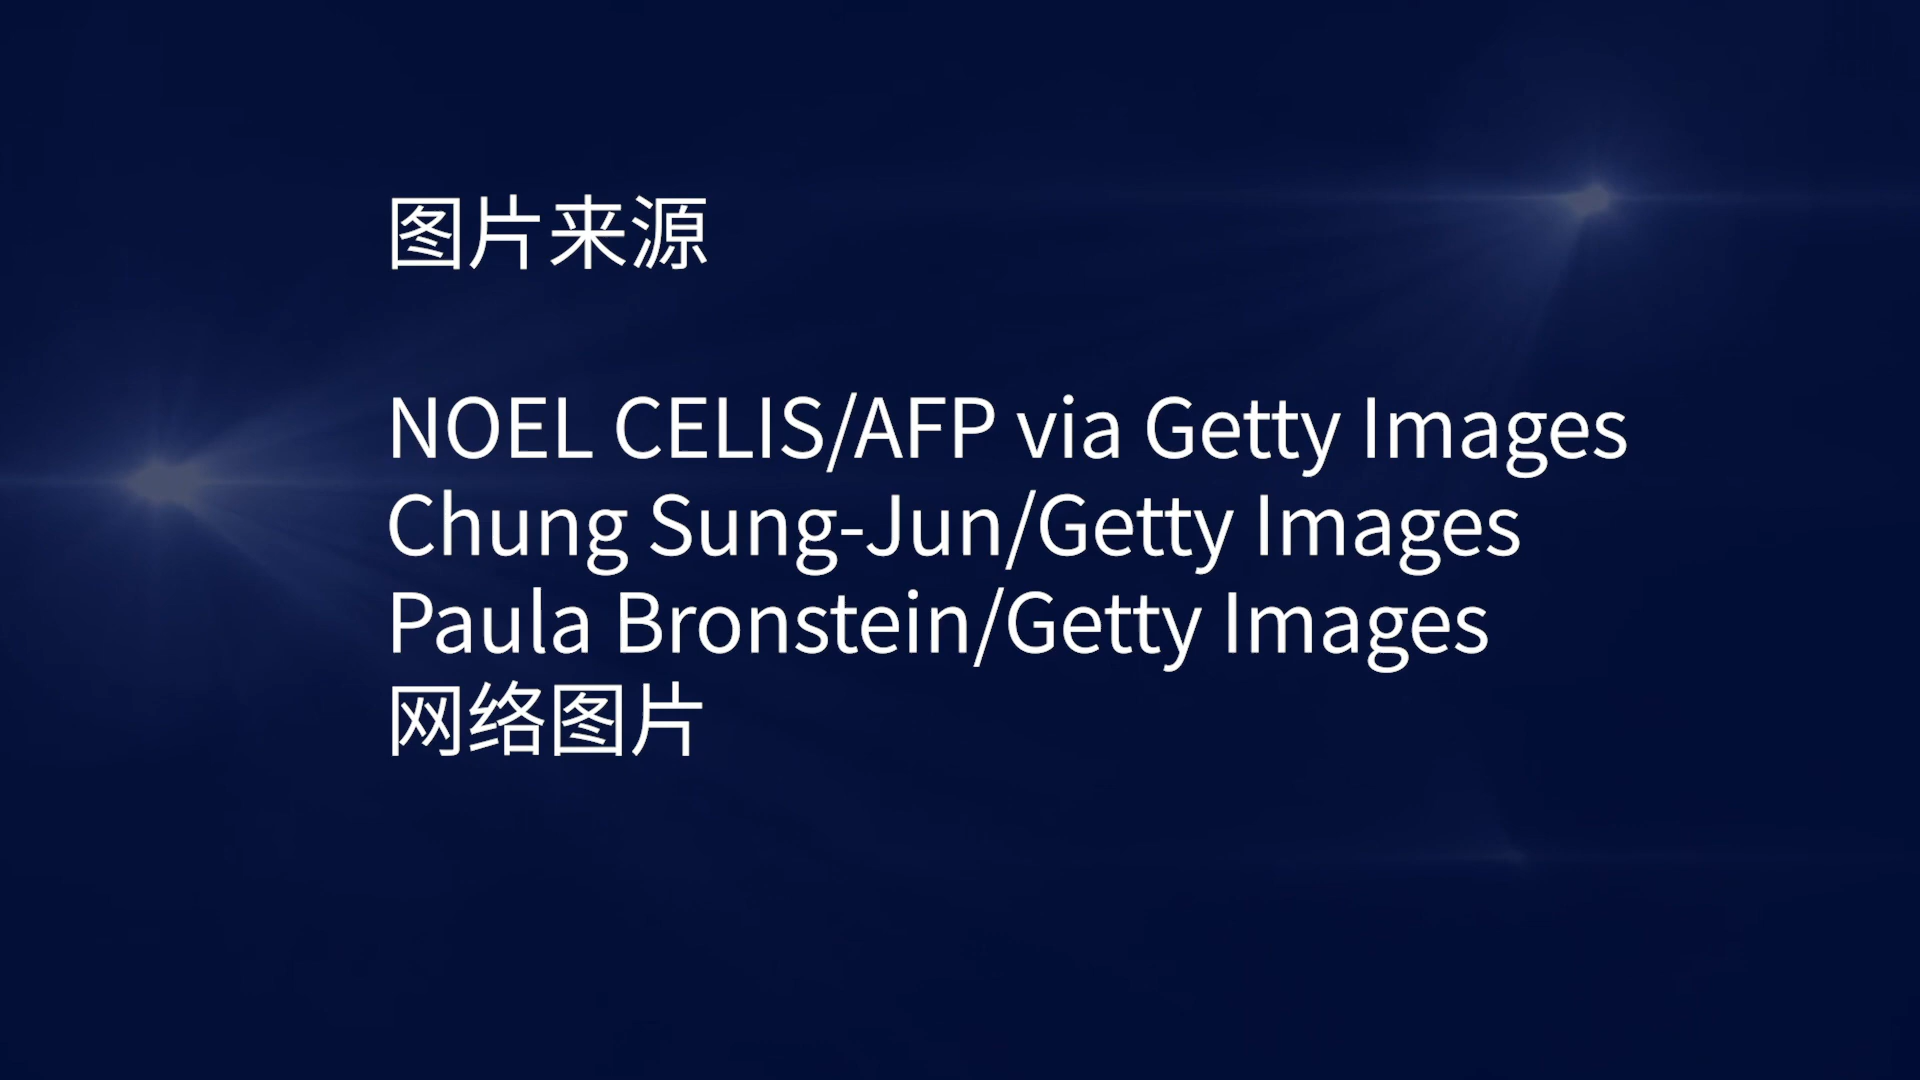 图片来源
NOEL CELIS/AFP via Getty Images
Chung Sung-Jun/Getty Images
Paula Bronstein/Getty Images
网络图片